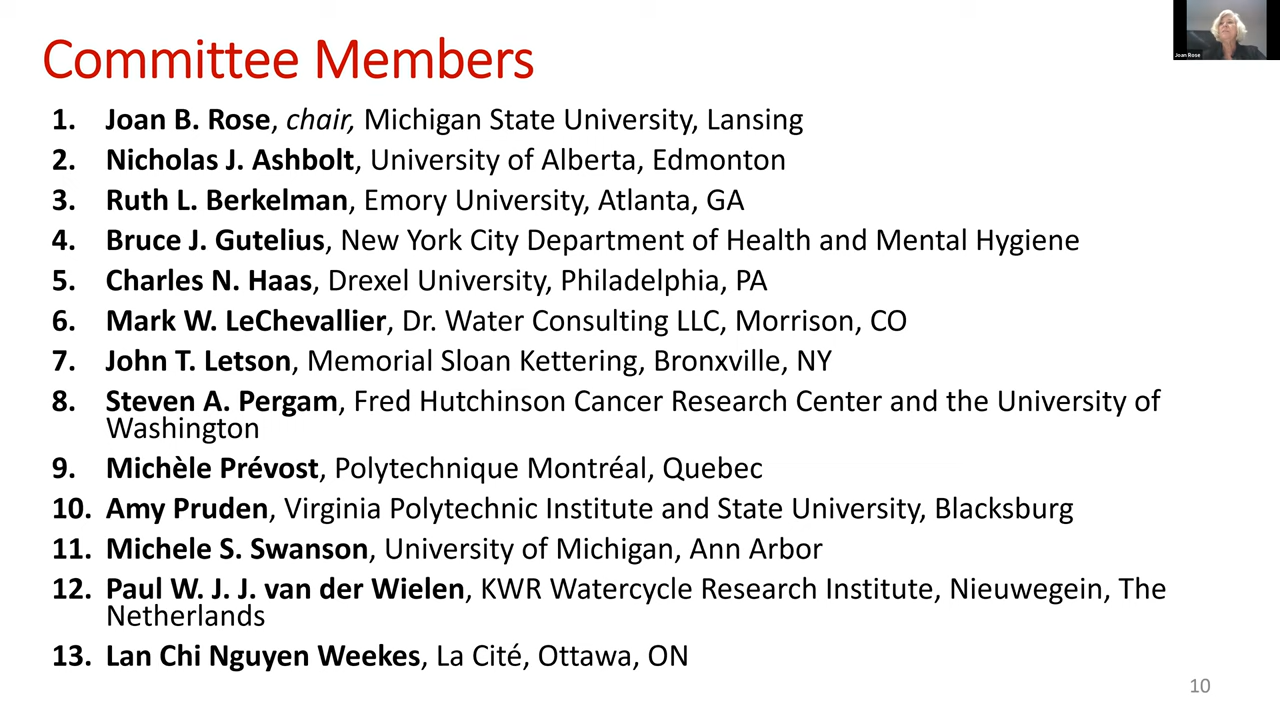 Committee Members
Joan Rose
1. Joan B. Rose, chair, Michigan State University, Lansing
2. Nicholas J. Ashbolt, University of Alberta, Edmonton
3. Ruth L. Berkelman, Emory University, Atlanta, GA
4. Bruce J. Gutelius, New York City Department of Health and Mental Hygiene
5. Charles N. Haas, Drexel University, Philadelphia, PA
6. Mark W. LeChevallier, Dr. Water Consulting LLC, Morrison, CO
7. John T. Letson, Memorial Sloan Kettering, Bronxville, NY
8. Steven A. Pergam, Fred Hutchinson Cancer Research Center and the University of
Washington
9. Michèle Prévost, Polytechnique Montréal, Quebec
10. Amy Pruden, Virginia Polytechnic Institute and State University, Blacksburg
11. Michele S. Swanson, University of Michigan, Ann Arbor
12. Paul W. J. J. van der Wielen, KWR Watercycle Research Institute, Nieuwegein, The
Netherlands
13. Lan Chi Nguyen Weekes, La Cité, Ottawa, ON
10